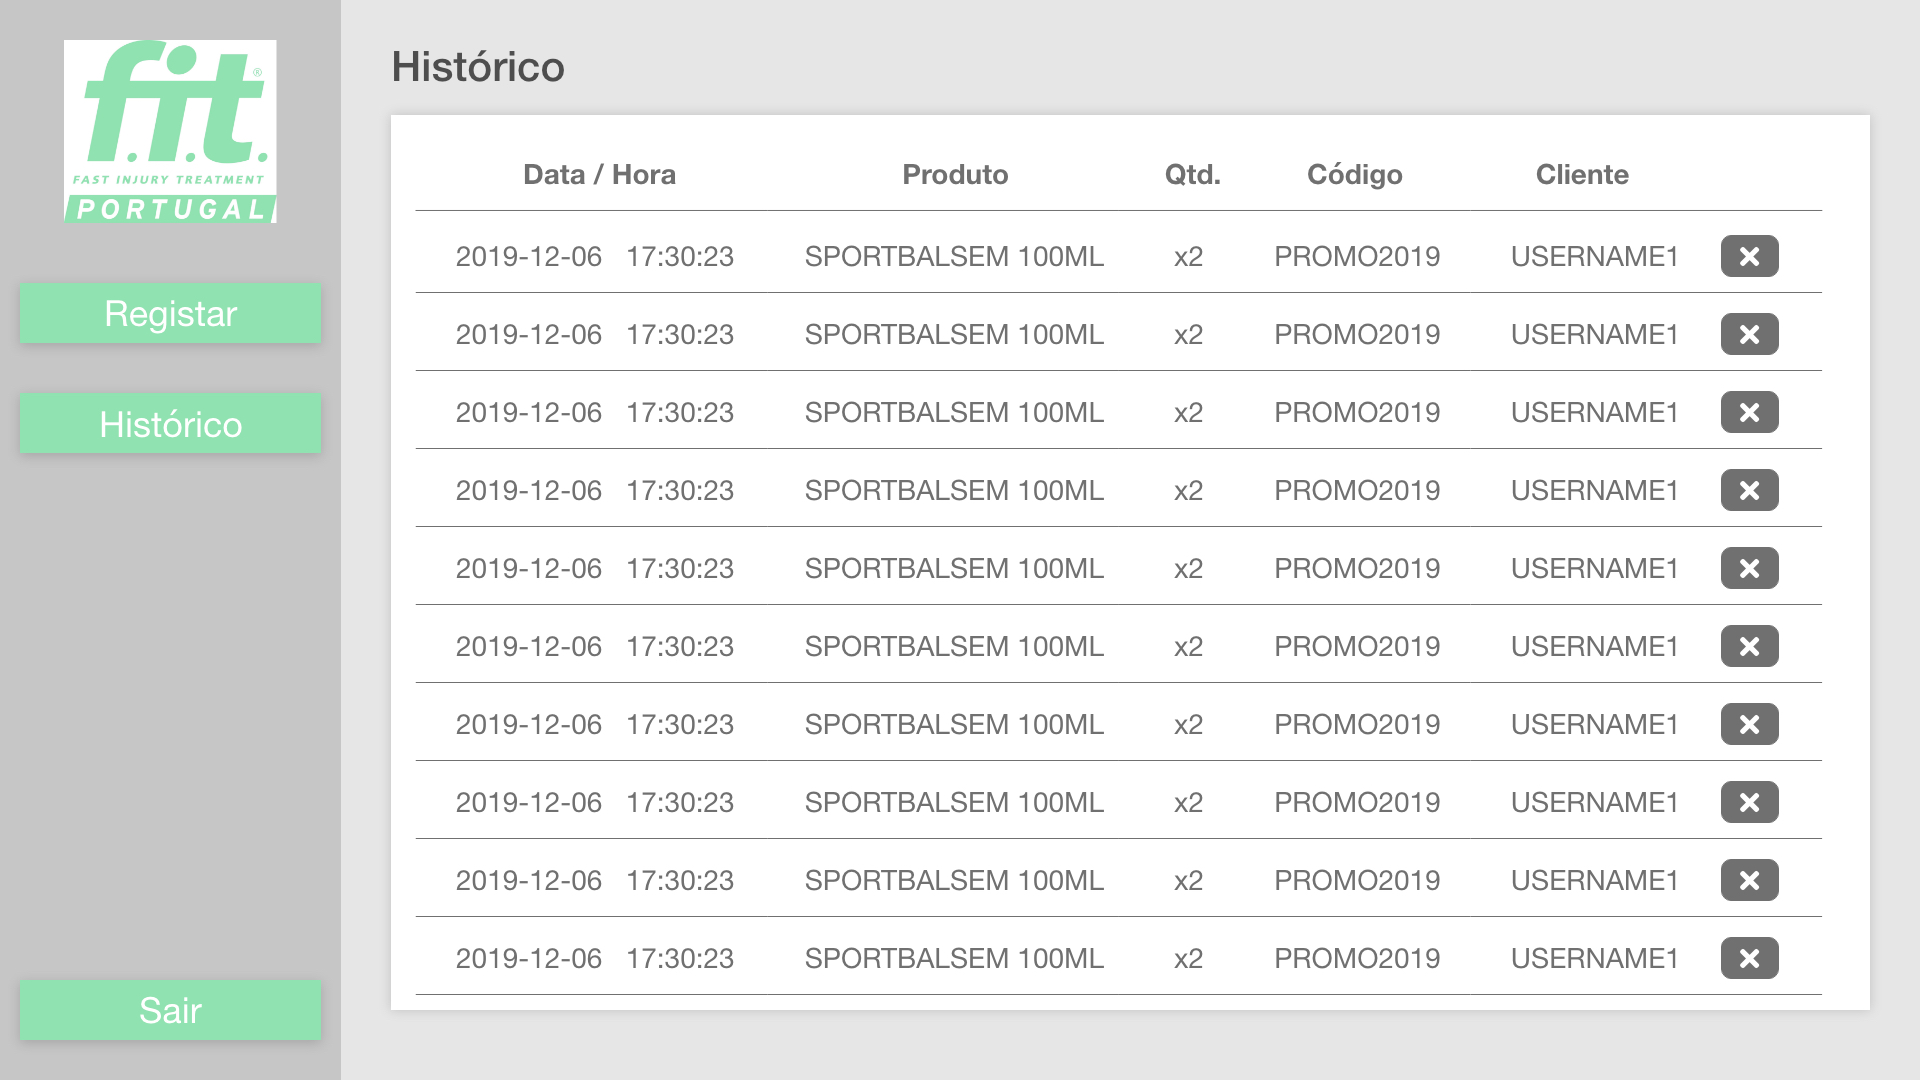 f.i.t.®
FAST INJURY TREATMENT
PORTUGAL
Registar
Histórico
Sair
Histórico
Data / Hora Produto Qtd. Código Cliente
2019-12-06 17:30:23 SPORTBALSEM 100ML x2 PROMO2019 USERNAME1
2019-12-06 17:30:23 SPORTBALSEM 100ML x2 PROMO2019 USERNAME1
2019-12-06 17:30:23 SPORTBALSEM 100ML x2 PROMO2019 USERNAME1
2019-12-06 17:30:23 SPORTBALSEM 100ML x2 PROMO2019 USERNAME1
2019-12-06 17:30:23 SPORTBALSEM 100ML x2 PROMO2019 USERNAME1
2019-12-06 17:30:23 SPORTBALSEM 100ML x2 PROMO2019 USERNAME1
2019-12-06 17:30:23 SPORTBALSEM 100ML x2 PROMO2019 USERNAME1
2019-12-06 17:30:23 SPORTBALSEM 100ML x2 PROMO2019 USERNAME1
2019-12-06 17:30:23 SPORTBALSEM 100ML x2 PROMO2019 USERNAME1
2019-12-06 17:30:23 SPORTBALSEM 100ML x2 PROMO2019 USERNAME1